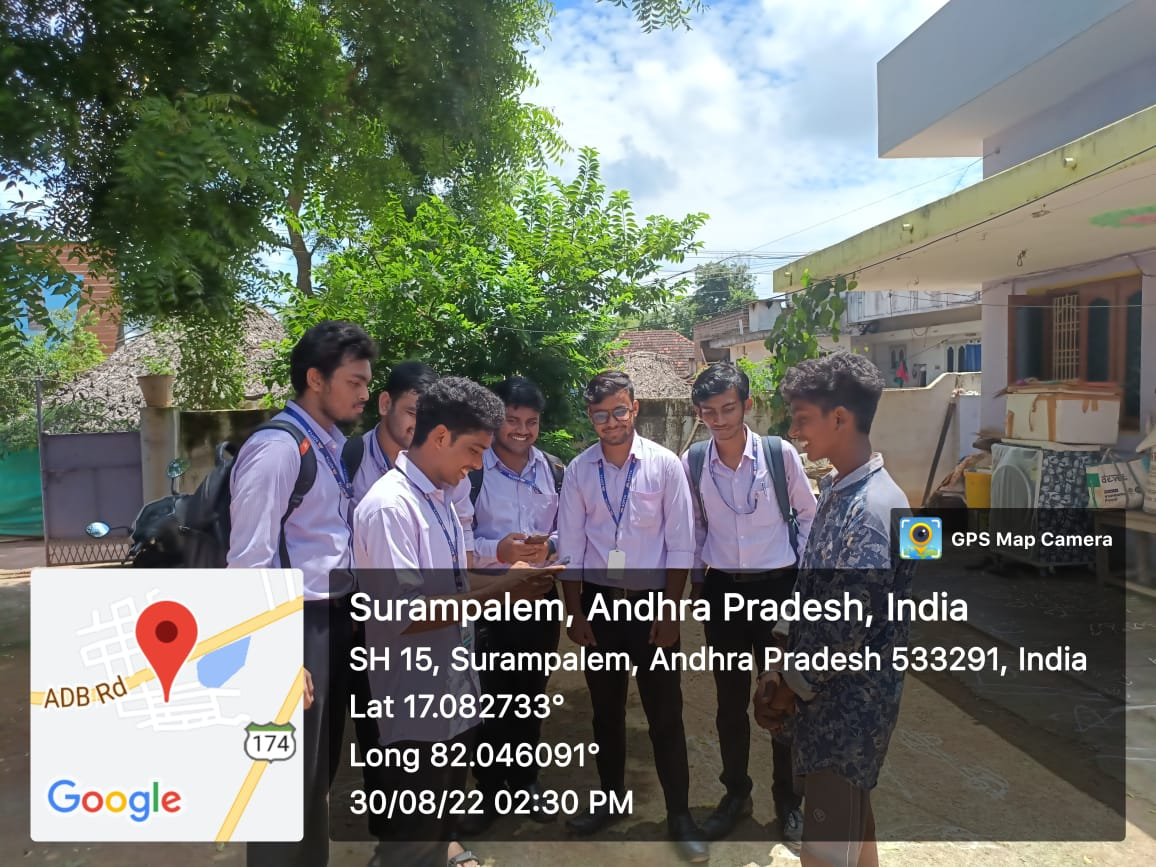 GPS Map Camera
Surampalem, Andhra Pradesh, India
SH 15, Surampalem, Andhra Pradesh 533291, India
Lat 17.082733°
Long 82.046091°
30/08/22 02:30 PM
ADB Rd
174
Google